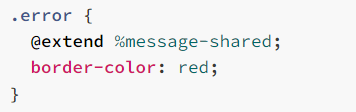 .error {
  @extend %message-shared;
  border-color: red;
}